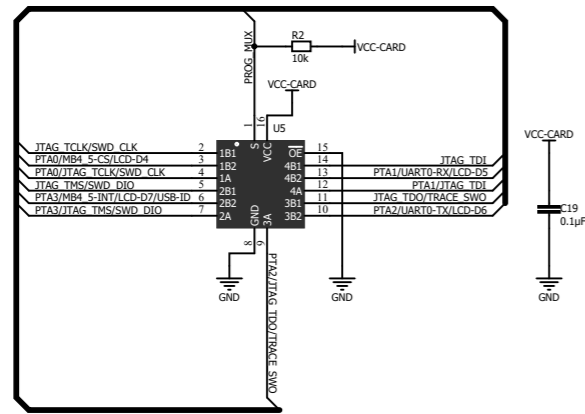 PROG_MUX
R2
10k
VCC-CARD
VCC-CARD
1
16
U5
S
VCC
JTAG_TCLK/SWD_CLK 2 1B1
PTA0/MB4_5-CS/LCD-D4 3 1B2
PTA0/JTAG_TCLK/SWD_CLK 4 1A
JTAG_TMS/SWD_DIO 5 2B1
PTA3/MB4_5-INT/LCD-D7/USB-ID 6 2B2
PTA3/JTAG_TMS/SWD_DIO 7 2A
OE 15
4B1 14 JTAG_TDI
4B2 13 PTA1/UART0-RX/LCD-D5
4A 12 PTA1/JTAG_TDI
3B1 11 JTAG_TDO/TRACE_SWO
3B2 10 PTA2/UART0-TX/LCD-D6
GND
3A
8
9
PTA2/JTAG_TDO/TRACE_SWO
GND
GND
VCC-CARD
C19
0.1µF
GND